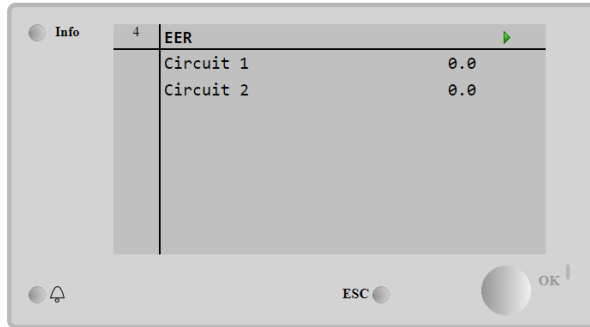 Info
4 EER
Circuit 1 0.0
Circuit 2 0.0
ESC
OK